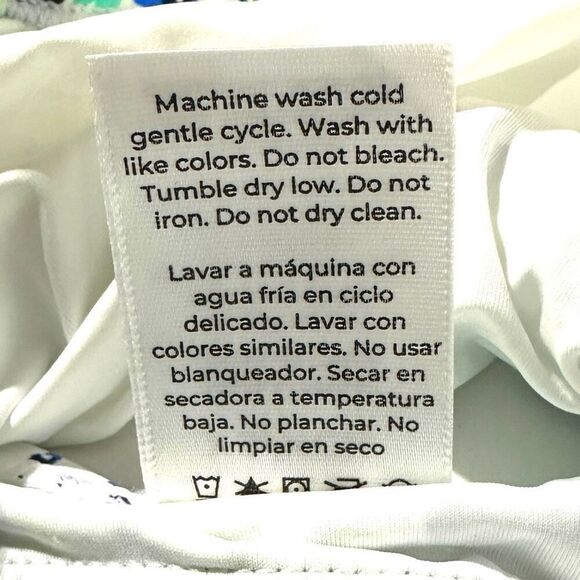 Machine wash cold
gentle cycle. Wash with
like colors. Do not bleach.
Tumble dry low. Do not
iron. Do not dry clean.
Lavar a máquina con
agua fría en ciclo
delicado. Lavar con
colores similares. No usar
blanqueador. Secar en
secadora a temperatura
baja. No planchar. No
limpiar en seco